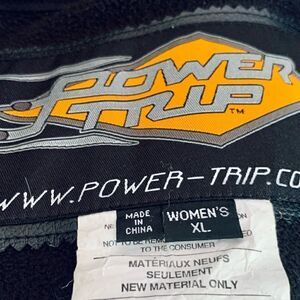 POWER
TRIP
TM
WWW.POWER-TRIP.CO
MADE IN CHINA
WOMEN'S
XL
TO THE CONSUMER
MATÉRIAUX NEUFS
SEULEMENT
NEW MATERIAL ONLY